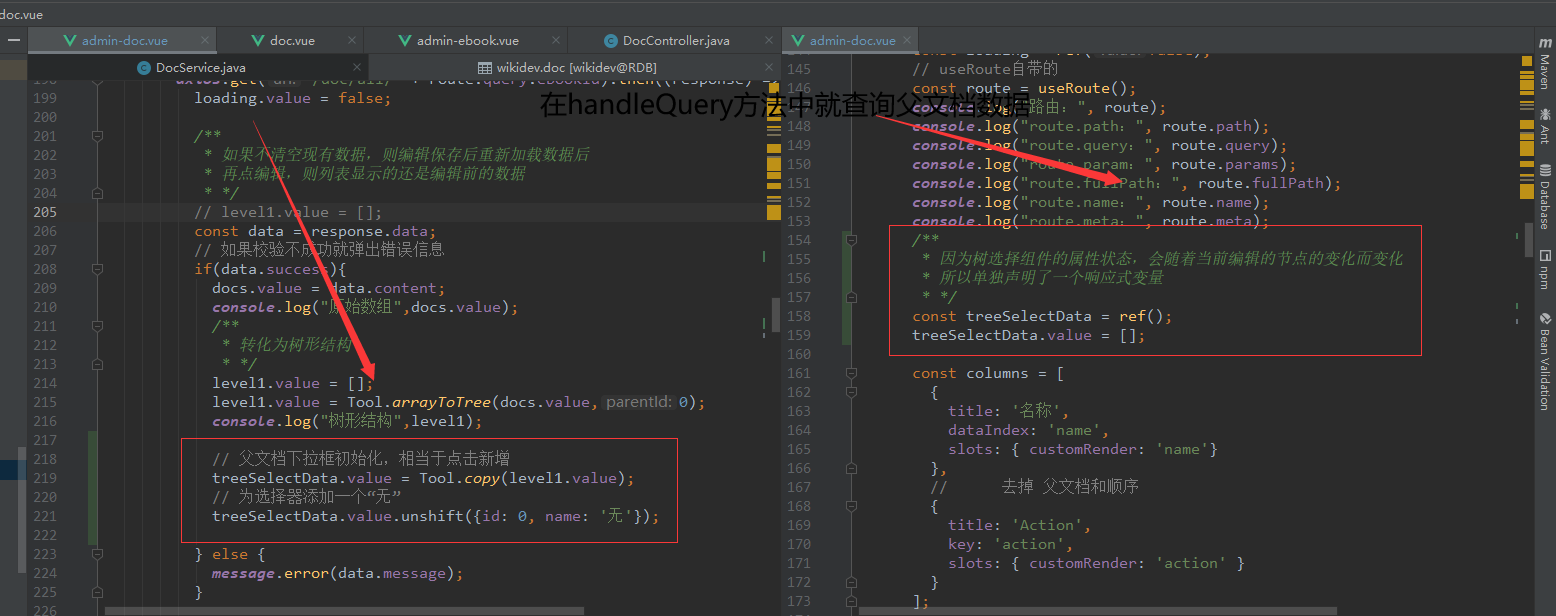 doc.vue
admin-doc.vue
doc.vue
admin-ebook.vue
DocController.java
admin-doc.vue
DocService.java
wikidev.doc [wikidev@RDB]
在handleQuery方法中就查询父文档数据
199 loading.value = false;
200
201 /**
202 * 如果不清空现有数据，则编辑保存后重新加载数据后
203 * 再点编辑，则列表显示的还是编辑前的数据
204 * */
205 // level1.value = [];
206 const data = response.data;
207 // 如果校验不成功就弹出错误信息
208 if(data.success){
209 docs.value = data.content;
210 console.log("原始数组",docs.value);
211 /**
212 * 转化为树形结构
213 * */
214 level1.value = [];
215 level1.value = Tool.arrayToTree(docs.value, parentId: 0);
216 console.log("树形结构",level1);
217
218 // 父文档下拉框初始化，相当于点击新增
219 treeSelectData.value = Tool.copy(level1.value);
220 // 为选择器添加一个“无”
221 treeSelectData.value.unshift({id: 0, name: '无'});
222
223 } else {
224 message.error(data.message);
225 }
226
145 // useRoute自带的
146 const route = useRoute();
路由：", route);
148 console.log("route.path：", route.path);
149 console.log("route.query：", route.query);
150 console.log("route.param：", route.params);
151 console.log("route.fullPath：", route.fullPath);
152 console.log("route.name：", route.name);
153 console.log("route.meta：", route.meta);
154 /**
155 * 因为树选择组件的属性状态，会随着当前编辑的节点的变化而变化
156 * 所以单独声明了一个响应式变量
157 * */
158 const treeSelectData = ref();
159 treeSelectData.value = [];
160
161 const columns = [
162 {
163 title: '名称',
164 dataIndex: 'name',
165 slots: { customRender: 'name'}
166 },
167 // 去掉 父文档和顺序
168 {
169 title: 'Action',
170 key: 'action',
171 slots: { customRender: 'action' }
172 }
173 ];
m
Maven
Ant
Database
npm
Bean Validation